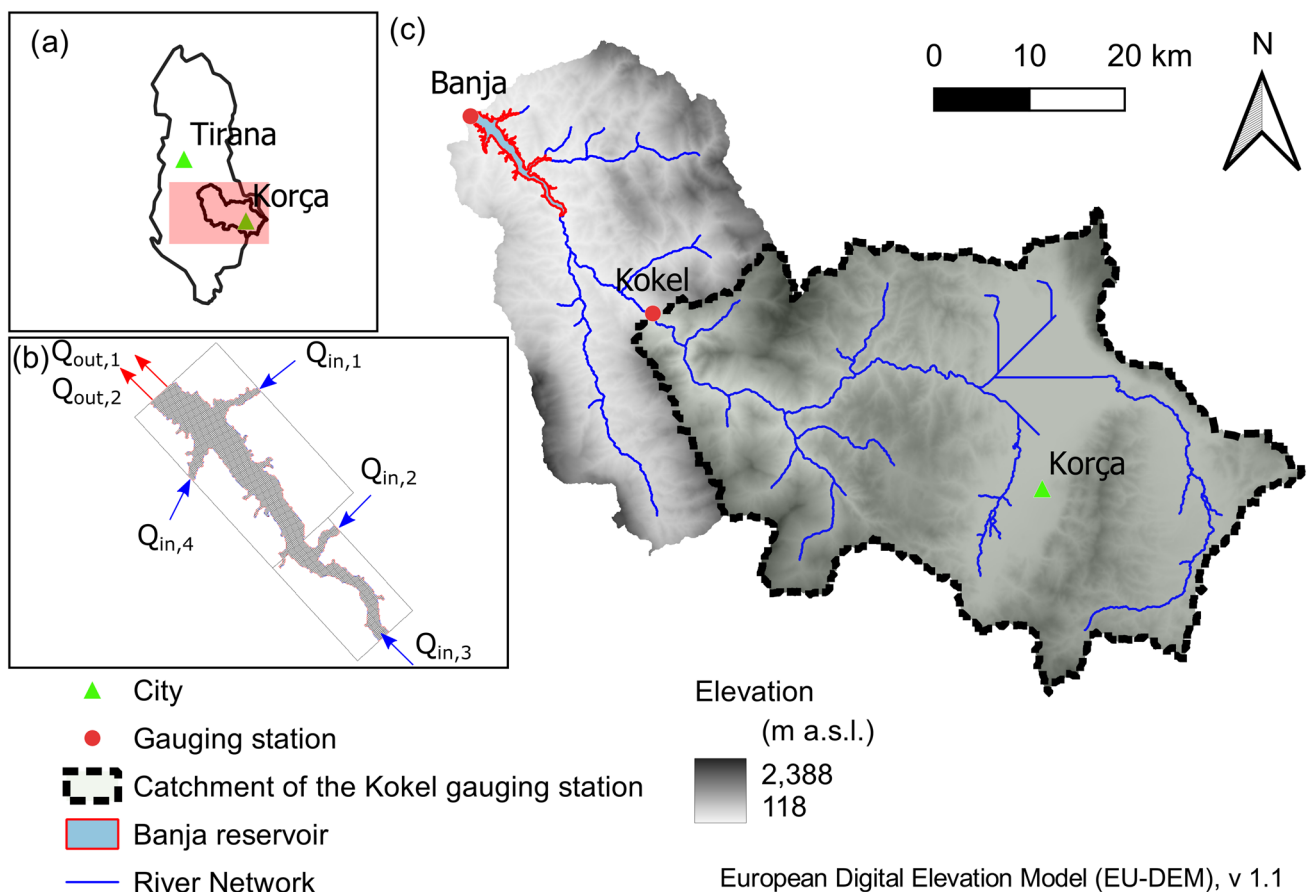 (a)
Tirana
Korça
(b)
Qout,1
Qout,2
Qin,1
Qin,2
Qin,3
Qin,4
(c)
Banja
Kokel
Korça
0 10 20 km
N
City
Gauging station
Catchment of the Kokel gauging station
Banja reservoir
River Network
Elevation
(m a.s.l.)
2,388
118
European Digital Elevation Model (EU-DEM), v 1.1